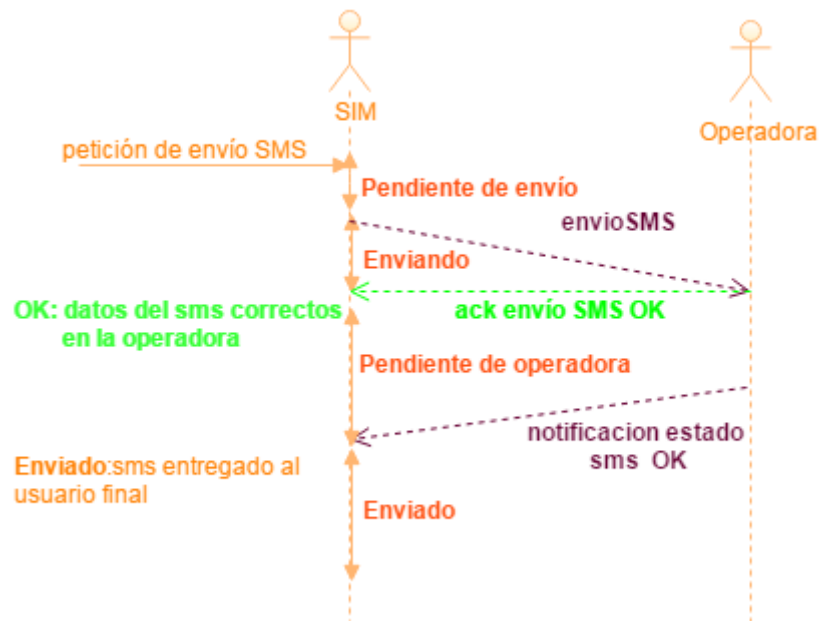 SIM
Operadora
petición de envío SMS
Pendiente de envío
envioSMS
Enviando
OK: datos del sms correctos
en la operadora
ack envío SMS OK
Pendiente de operadora
notificacion estado
sms OK
Enviado:sms entregado al
usuario final
Enviado